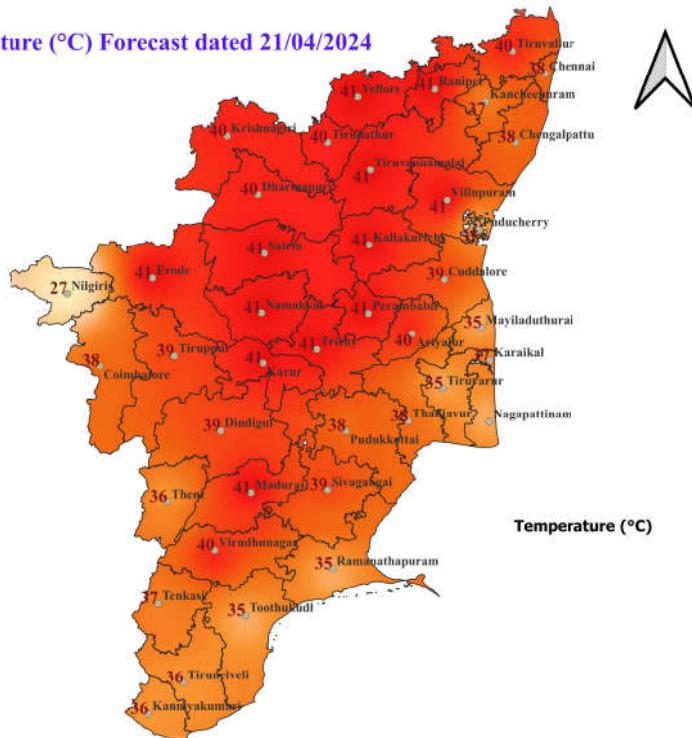 ture (°C) Forecast dated 21/04/2024
40 Tiruvallur
38 Chennai
41 Vellore
41 Ranipet
37 Kancheepuram
40 Krishnagiri
40 Tirupathur
38 Chengalpattu
41 Tiruvannamalai
40 Dharmapuri
41 Villupuram
Puducherry
41 Salem
41 Kallakurichi
39 Cuddalore
41 Erode
27 Nilgiris
41 Namakkal
41 Perambalur
35 Mayiladuthurai
40 Ariyalur
41 Trichy
39 Tiruppur
41 Karur
Karaikal
38 Coimbatore
35 Tiruvarur
38 Thanjavur
Nagapattinam
39 Dindigul
38 Pudukkottai
41 Madurai
39 Sivagangai
36 Theni
Temperature (°C)
40 Virudhunagar
35 Ramanathapuram
37 Tenkasi
35 Toothukudi
36 Tirunelveli
36 Kanniyakumari